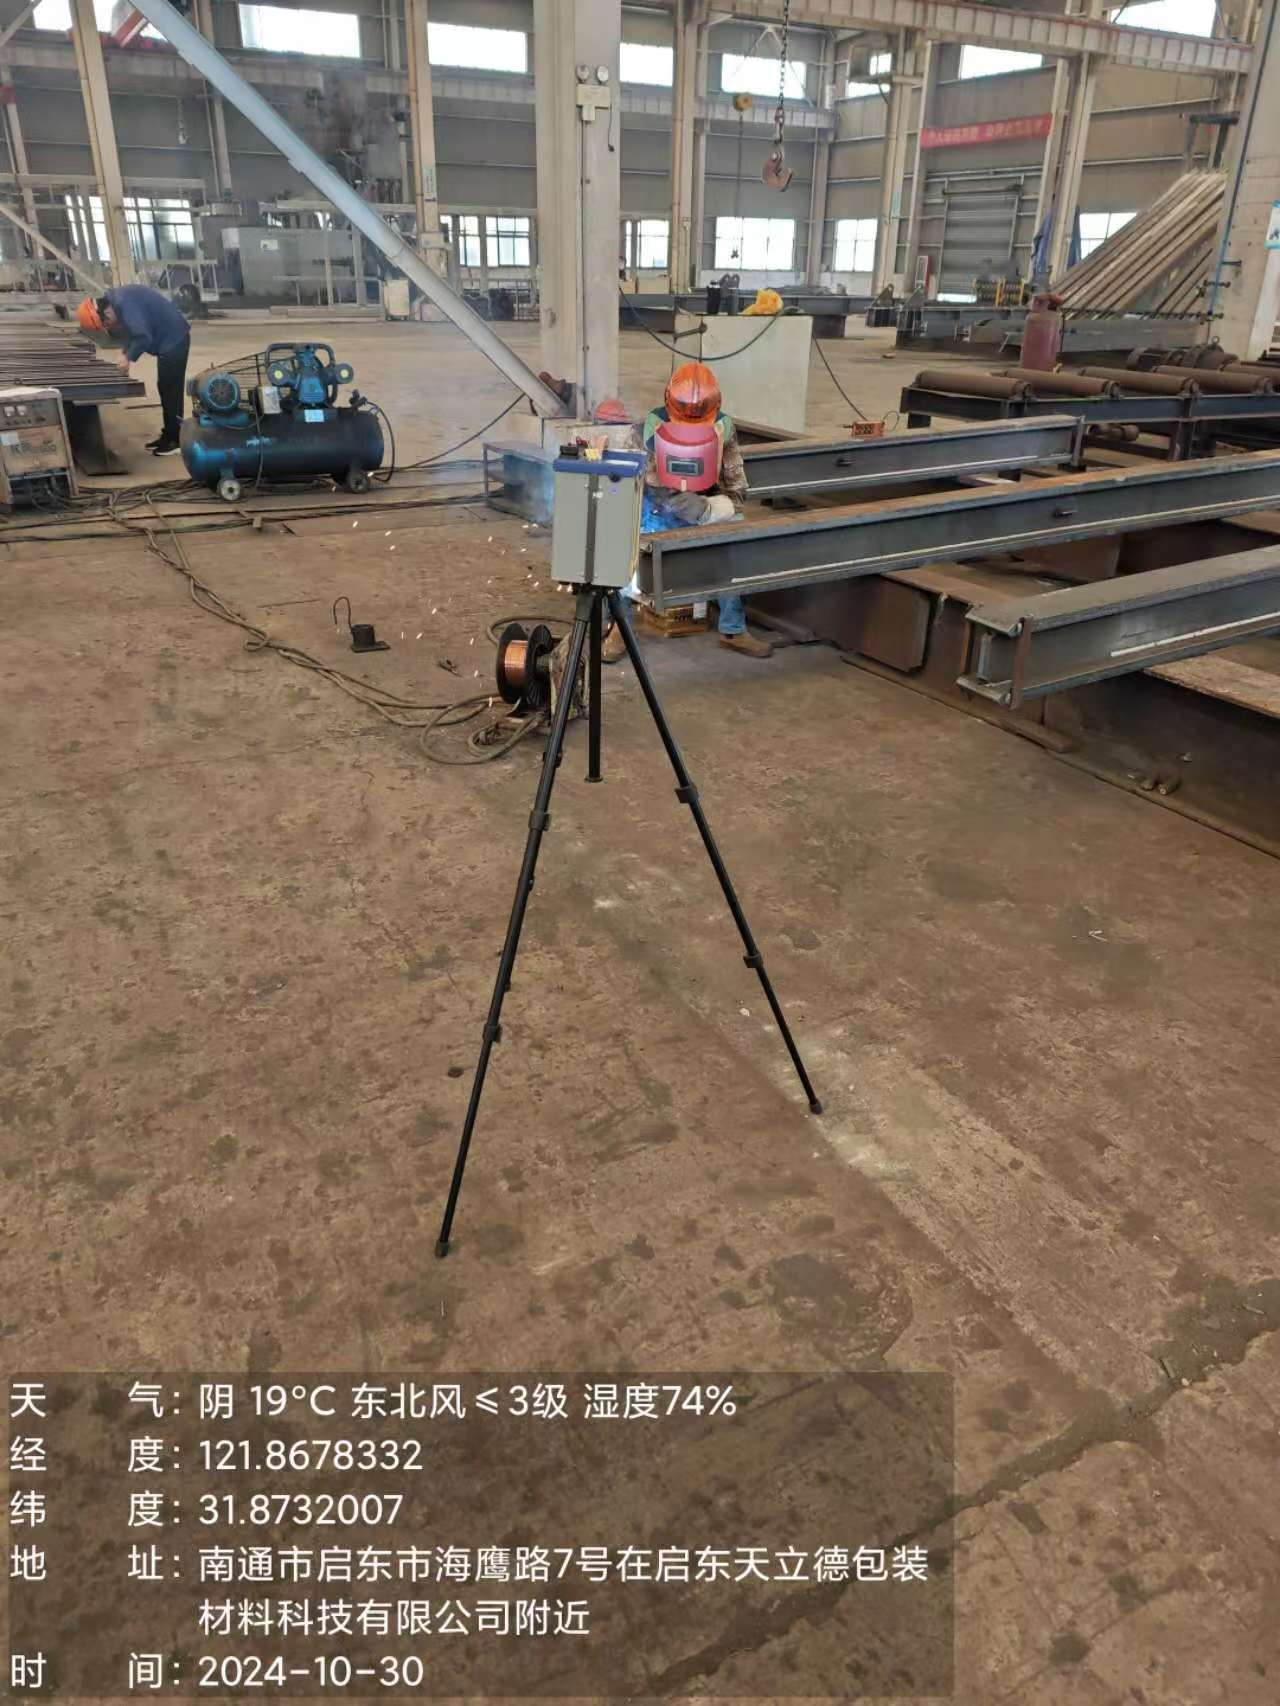 天 气: 阴 19℃ 东北风≤3级 湿度74%
经 度: 121.8678332
纬 度: 31.8732007
地 址: 南通市启东市海鹰路7号在启东天立德包装
材料科技有限公司附近
时 间: 2024-10-30